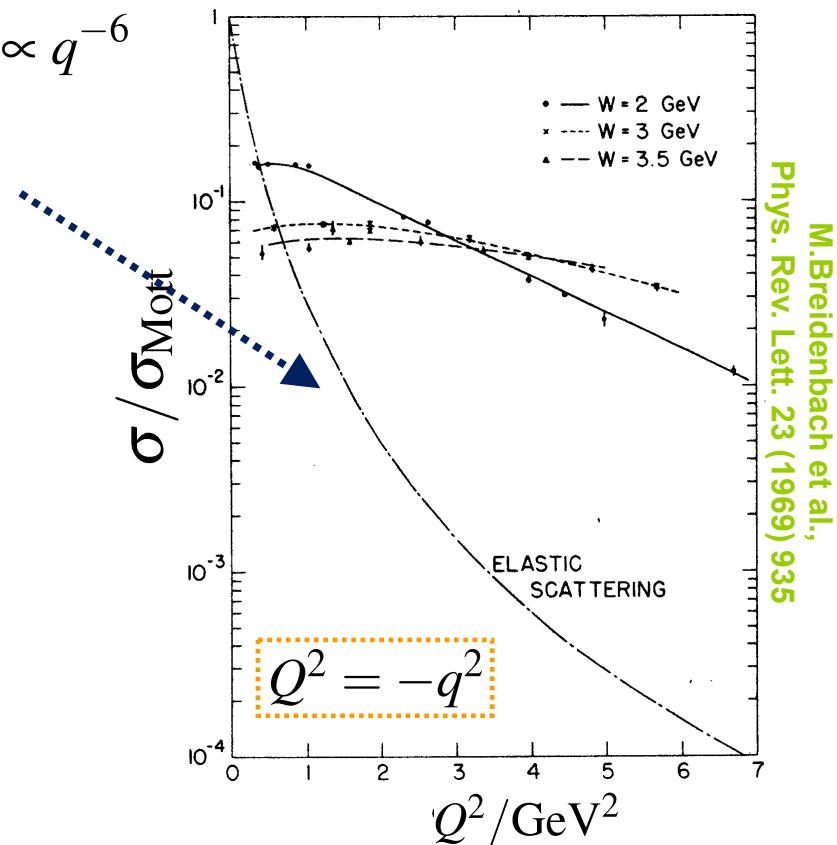 ∝ q⁻⁶
1
10⁻¹
10⁻²
10⁻³
10⁻⁴
σ / σMott
W = 2 GeV
W = 3 GeV
W = 3.5 GeV
ELASTIC
SCATTERING
Q² = −q²
0 1 2 3 4 5 6 7
Q²/GeV²
M.Breidenbach et al.,
Phys. Rev. Lett. 23 (1969) 935